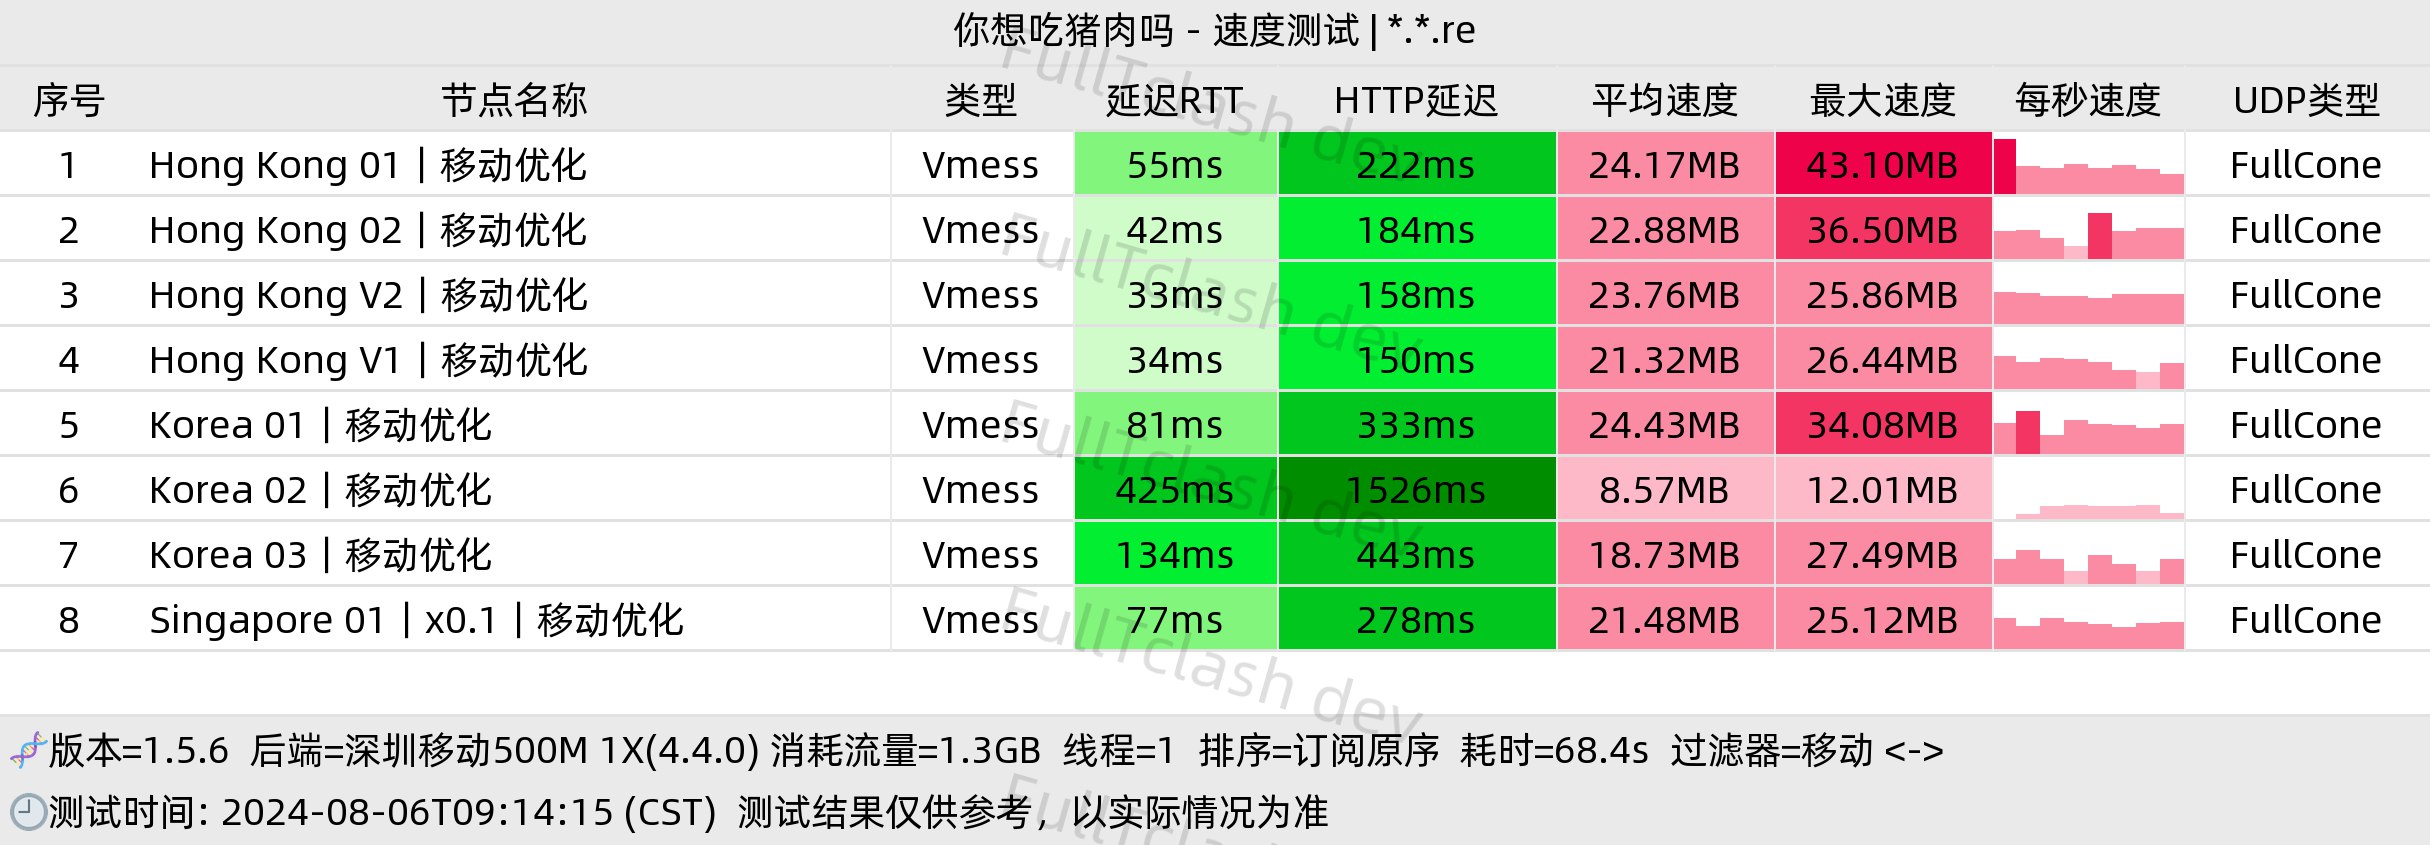 你想吃猪肉吗 - 速度测试 | *.*.re
序号 节点名称 类型 延迟RTT HTTP延迟 平均速度 最大速度 每秒速度 UDP类型
1 Hong Kong 01 | 移动优化 Vmess 55ms 222ms 24.17MB 43.10MB FullCone
2 Hong Kong 02 | 移动优化 Vmess 42ms 184ms 22.88MB 36.50MB FullCone
3 Hong Kong V2 | 移动优化 Vmess 33ms 158ms 23.76MB 25.86MB FullCone
4 Hong Kong V1 | 移动优化 Vmess 34ms 150ms 21.32MB 26.44MB FullCone
5 Korea 01 | 移动优化 Vmess 81ms 333ms 24.43MB 34.08MB FullCone
6 Korea 02 | 移动优化 Vmess 425ms 1526ms 8.57MB 12.01MB FullCone
7 Korea 03 | 移动优化 Vmess 134ms 443ms 18.73MB 27.49MB FullCone
8 Singapore 01 | x0.1 | 移动优化 Vmess 77ms 278ms 21.48MB 25.12MB FullCone
版本=1.5.6 后端=深圳移动500M 1X(4.4.0) 消耗流量=1.3GB 线程=1 排序=订阅原序 耗时=68.4s 过滤器=移动 <->
测试时间: 2024-08-06T09:14:15 (CST) 测试结果仅供参考，以实际情况为准
FullTclash dev
FullTclash dev
FullTclash dev
FullTclash dev
FullTcla